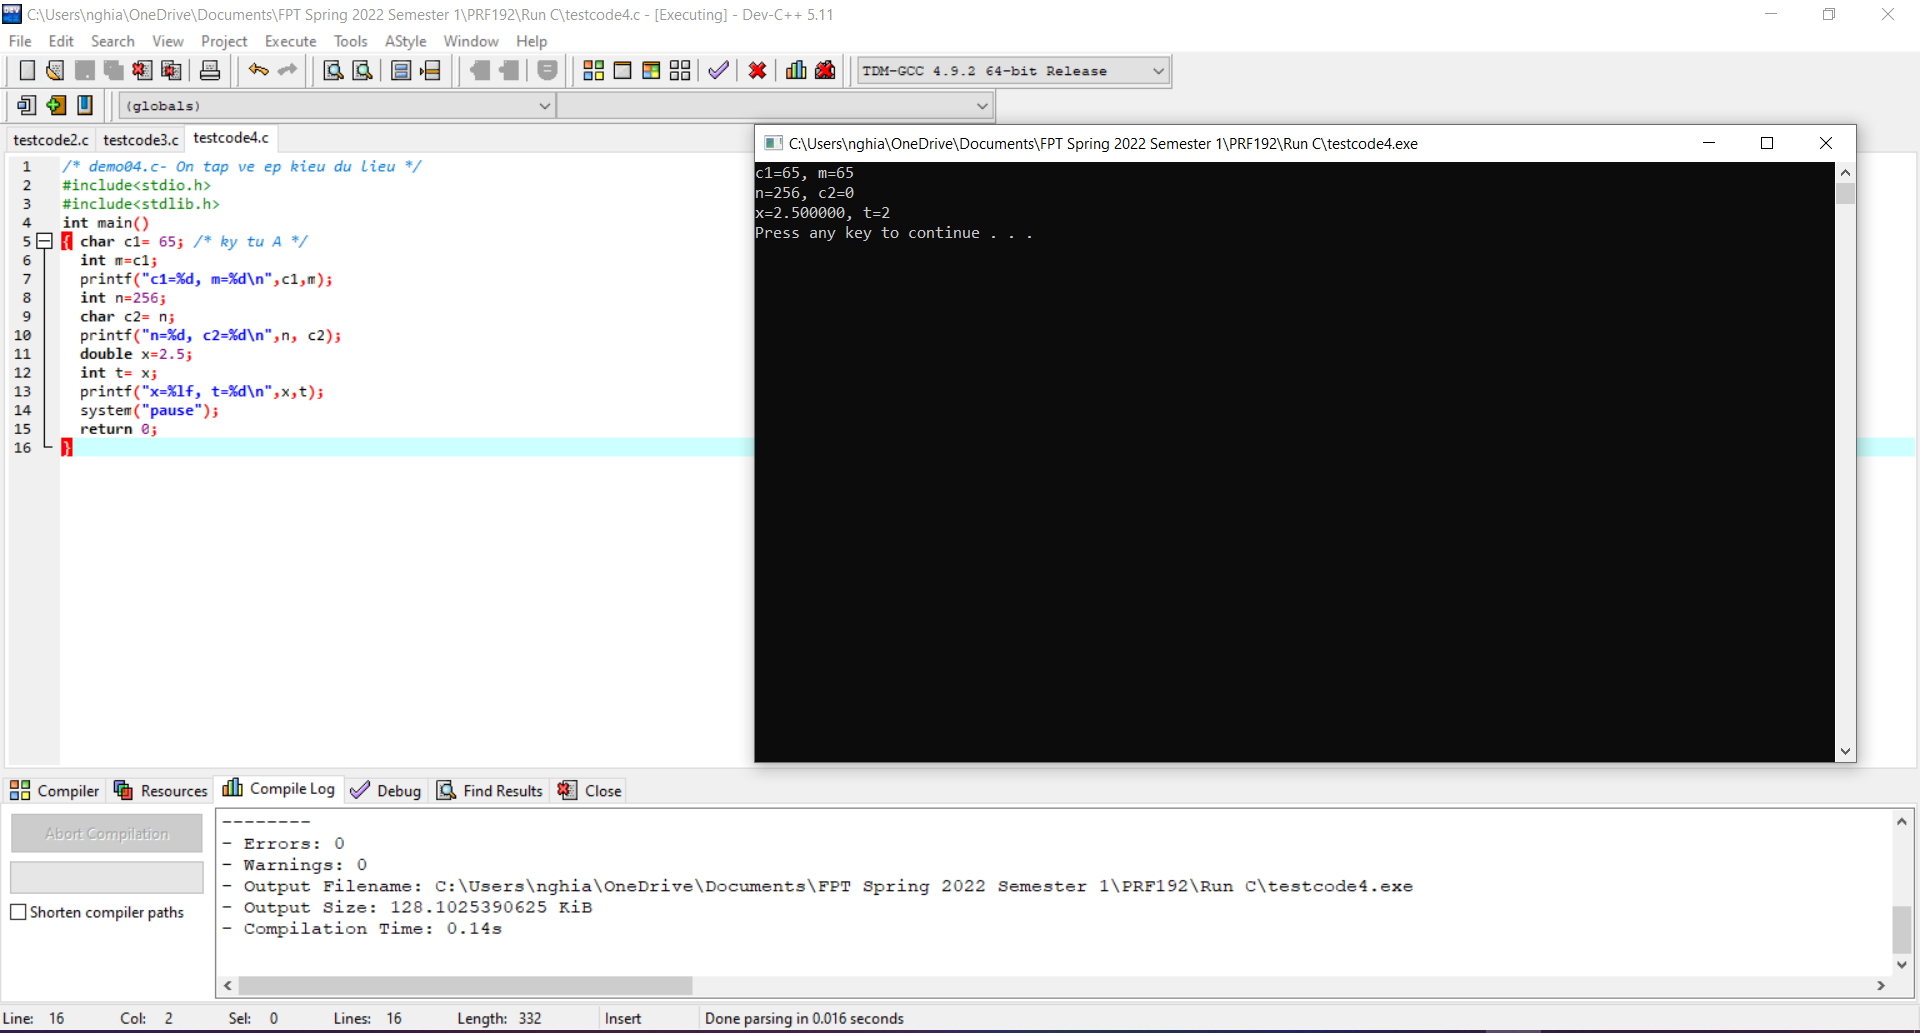 C:\Users\nghia\OneDrive\Documents\FPT Spring 2022 Semester 1\PRF192\Run C\testcode4.c - [Executing] - Dev-C++ 5.11
File Edit Search View Project Execute Tools AStyle Window Help
TDM-GCC 4.9.2 64-bit Release
(globals)
testcode2.c testcode3.c testcode4.c
1 /* demo04.c- On tap ve ep kieu du lieu */
2 #include<stdio.h>
3 #include<stdlib.h>
4 int main()
5 { char c1= 65; /* ky tu A */
6 int m=c1;
7 printf("c1=%d, m=%d\n",c1,m);
8 int n=256;
9 char c2= n;
10 printf("n=%d, c2=%d\n",n, c2);
11 double x=2.5;
12 int t= x;
13 printf("x=%lf, t=%d\n",x,t);
14 system("pause");
15 return 0;
16 }
C:\Users\nghia\OneDrive\Documents\FPT Spring 2022 Semester 1\PRF192\Run C\testcode4.exe
c1=65, m=65
n=256, c2=0
x=2.500000, t=2
Press any key to continue . . .
Compiler Resources Compile Log Debug Find Results Close
Abort Compilation
Shorten compiler paths
--------
- Errors: 0
- Warnings: 0
- Output Filename: C:\Users\nghia\OneDrive\Documents\FPT Spring 2022 Semester 1\PRF192\Run C\testcode4.exe
- Output Size: 128.1025390625 KiB
- Compilation Time: 0.14s
Line: 16 Col: 2 Sel: 0 Lines: 16 Length: 332 Insert Done parsing in 0.016 seconds